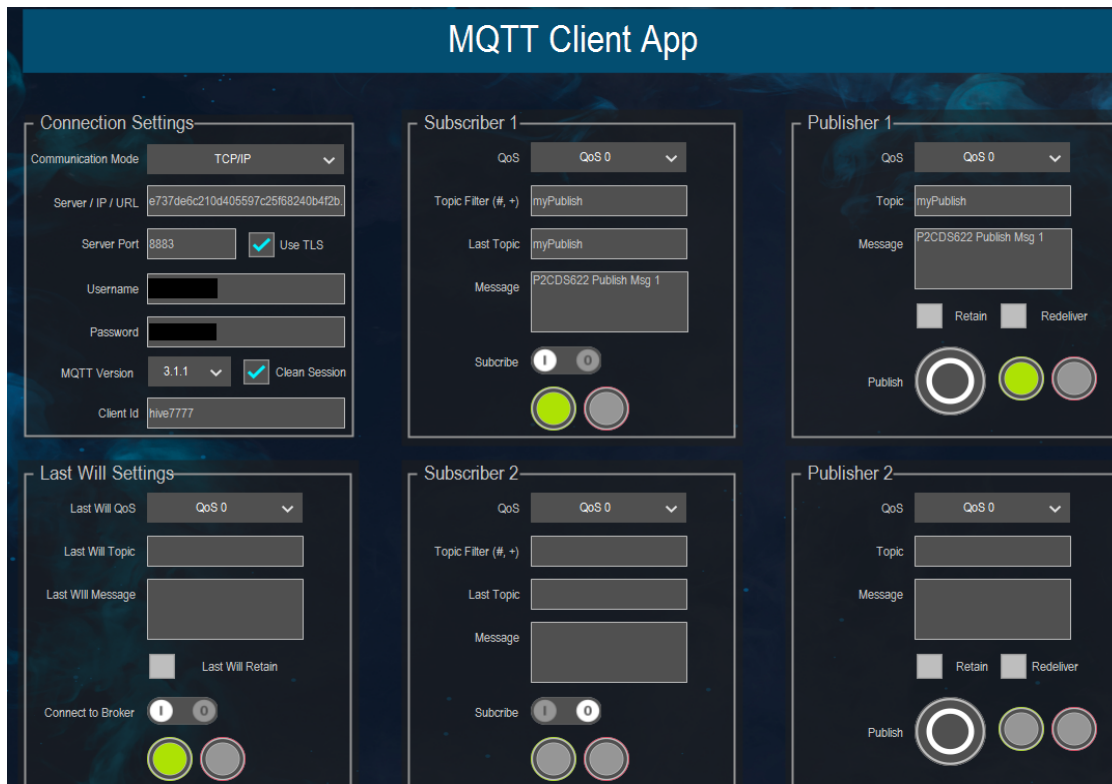 MQTT Client App
Connection Settings
Communication Mode TCP/IP
Server / IP / URL e737de6c210d405597c25f68240b4f2b.
Server Port 8883 Use TLS
Username
Password
MQTT Version 3.1.1 Clean Session
Client Id hive7777
Subscriber 1
QoS QoS 0
Topic Filter (#, +) myPublish
Last Topic myPublish
Message P2CDS622 Publish Msg 1
Subcribe I 0
Publisher 1
QoS QoS 0
Topic myPublish
Message P2CDS622 Publish Msg 1
Retain Redeliver
Publish
Last Will Settings
Last Will QoS QoS 0
Last Will Topic
Last WIll Message
Last Will Retain
Connect to Broker I 0
Subscriber 2
QoS QoS 0
Topic Filter (#, +)
Last Topic
Message
Subcribe I 0
Publisher 2
QoS QoS 0
Topic
Message
Retain Redeliver
Publish